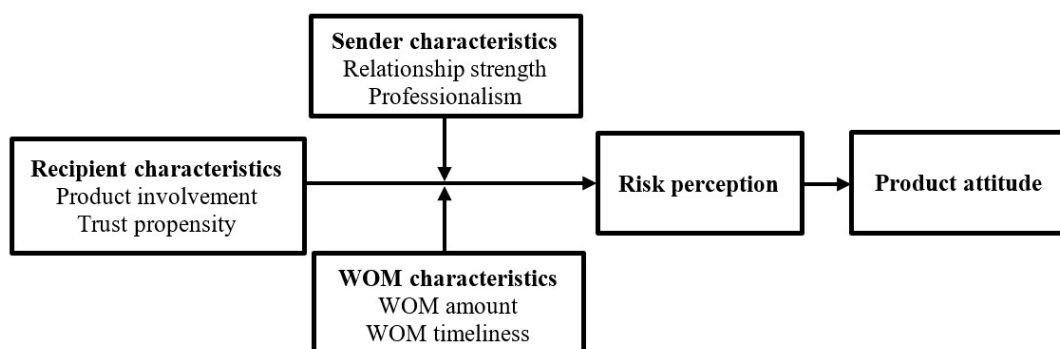 Sender characteristics
Relationship strength
Professionalism
Recipient characteristics
Product involvement
Trust propensity
Risk perception
Product attitude
WOM characteristics
WOM amount
WOM timeliness